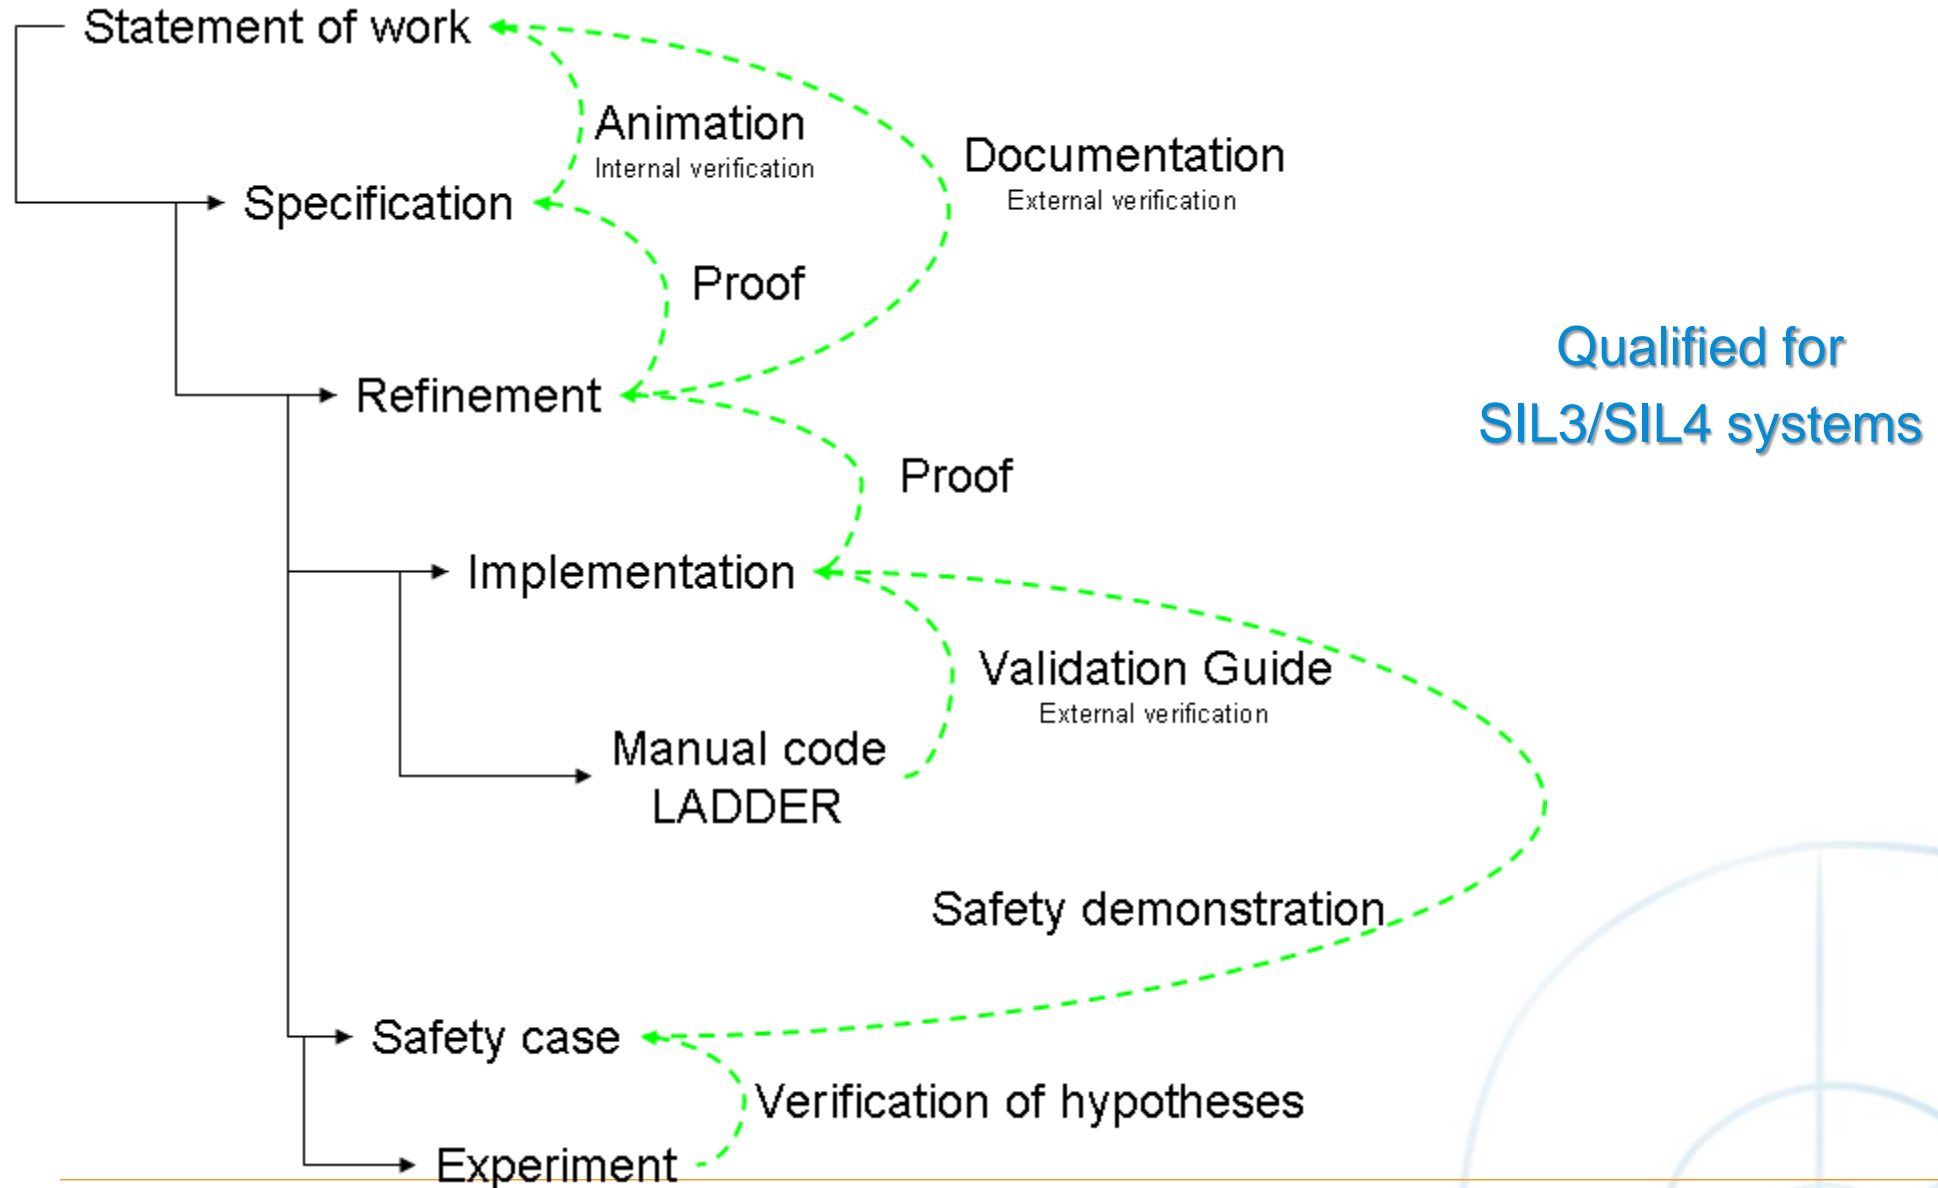 Statement of work
Animation
Internal verification
Documentation
External verification
Specification
Proof
Qualified for
SIL3/SIL4 systems
Refinement
Proof
Implementation
Validation Guide
External verification
Manual code
LADDER
Safety demonstration
Safety case
Verification of hypotheses
Experiment